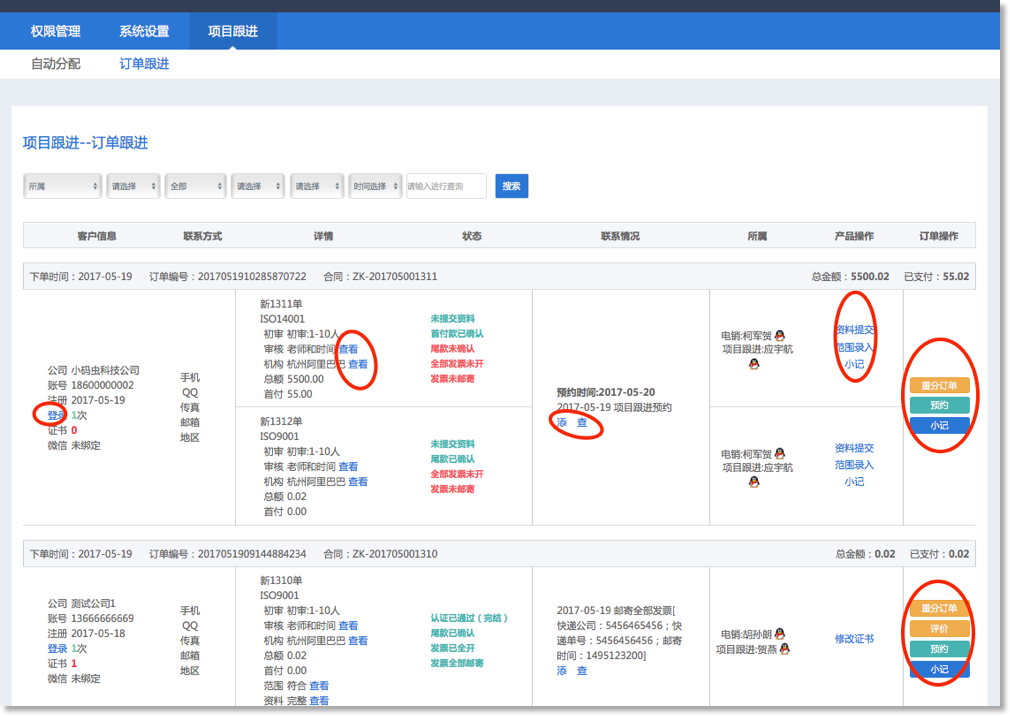 权限管理 系统设置 项目跟进
自动分配 订单跟进
项目跟进--订单跟进
所属 请选择 全部 请选择 请选择 时间选择 请输入进行查询 搜索
客户信息 联系方式 详情 状态 联系情况 所属 产品操作 订单操作
下单时间：2017-05-19 订单编号：2017051910285870722 合同：ZK-201705001311 总金额：5500.02 已支付：55.02
公司 小码虫科技公司
账号 18600000002
注册 2017-05-19
登录 1次
证书 0
微信 未绑定
手机
QQ
传真
邮箱
地区
新1311单
ISO14001
初审 初审:1-10人
审核 老师和时间 查看
机构 杭州阿里巴巴 查看
总额 5500.00
首付 55.00
未提交资料
首付款已确认
尾款未确认
全部发票未开
发票未邮寄
新1312单
ISO9001
初审 初审:1-10人
审核 老师和时间 查看
机构 杭州阿里巴巴 查看
总额 0.02
首付 0.00
未提交资料
尾款已确认
全部发票未开
发票未邮寄
预约时间:2017-05-20
2017-05-19 项目跟进预约
添 查
电销:柯军贺
项目跟进:应宇航
资料提交
范围录入
小记
电销:柯军贺
项目跟进:应宇航
资料提交
范围录入
小记
重分订单
预约
小记
下单时间：2017-05-19 订单编号：2017051909144884234 合同：ZK-201705001310 总金额：0.02 已支付：0.02
公司 测试公司1
账号 13666666669
注册 2017-05-18
登录 1次
证书 1
微信 未绑定
手机
QQ
传真
邮箱
地区
新1310单
ISO9001
初审 初审:1-10人
审核 老师和时间 查看
机构 杭州阿里巴巴 查看
总额 0.02
首付 0.00
范围 符合 查看
资料 完整 查看
认证已通过（完结）
尾款已确认
发票已全开
发票全部邮寄
2017-05-19 邮寄全部发票[
快递公司：5456465456；快
递单号：5456456456；邮寄
时间：1495123200]
添 查
电销:胡孙朗
项目跟进:贺燕
修改证书
重分订单
评价
预约
小记